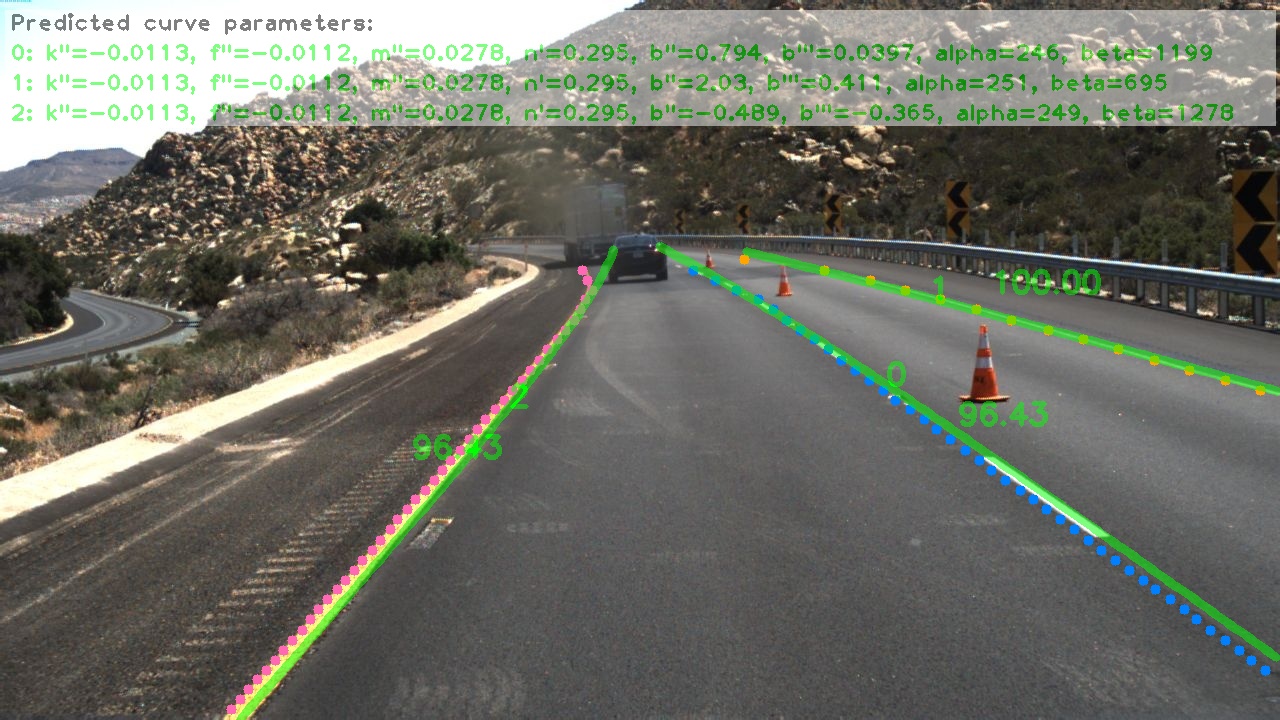 Predicted curve parameters:
0: k''=-0.0113, f''=-0.0112, m''=0.0278, n'=0.295, b''=0.794, b'''=0.0397, alpha=246, beta=1199
1: k''=-0.0113, f''=-0.0112, m''=0.0278, n'=0.295, b''=2.03, b'''=0.411, alpha=251, beta=695
2: k''=-0.0113, f''=-0.0112, m''=0.0278, n'=0.295, b''=-0.489, b'''=-0.365, alpha=249, beta=1278
1 100.00
0
96.43
2
96.43